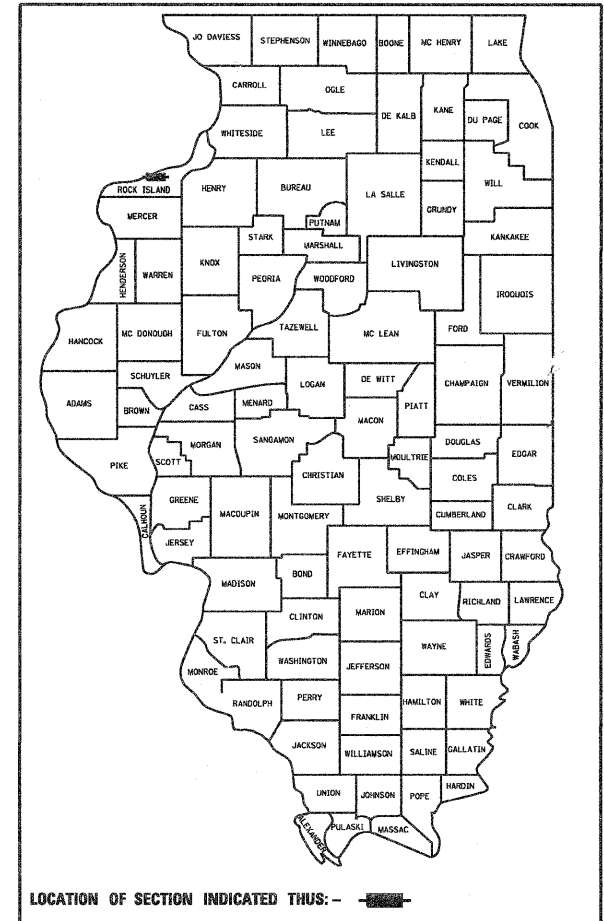 JO DAVIESS
STEPHENSON
WINNEBAGO
BOONE
MC HENRY
LAKE
CARROLL
OGLE
DE KALB
KANE
DU PAGE
COOK
WHITESIDE
LEE
KENDALL
WILL
ROCK ISLAND
HENRY
BUREAU
LA SALLE
GRUNDY
MERCER
PUTNAM
KANKAKEE
STARK
MARSHALL
HENDERSON
WARREN
KNOX
PEORIA
WOODFORD
LIVINGSTON
IROQUOIS
HANCOCK
MC DONOUGH
FULTON
TAZEWELL
MC LEAN
FORD
SCHUYLER
MASON
LOGAN
DE WITT
CHAMPAIGN
VERMILION
ADAMS
BROWN
CASS
MENARD
MACON
PIATT
PIKE
SCOTT
MORGAN
SANGAMON
CHRISTIAN
MOULTRIE
DOUGLAS
EDGAR
COLES
GREENE
MACOUPIN
MONTGOMERY
SHELBY
CUMBERLAND
CLARK
CALHOUN
JERSEY
FAYETTE
EFFINGHAM
JASPER
CRAWFORD
MADISON
BOND
CLAY
RICHLAND
LAWRENCE
CLINTON
MARION
ST. CLAIR
WAYNE
EDWARDS
WABASH
WASHINGTON
JEFFERSON
MONROE
RANDOLPH
PERRY
HAMILTON
WHITE
FRANKLIN
JACKSON
WILLIAMSON
SALINE
GALLATIN
UNION
JOHNSON
POPE
HARDIN
ALEXANDER
PULASKI
MASSAC
LOCATION OF SECTION INDICATED THUS: -